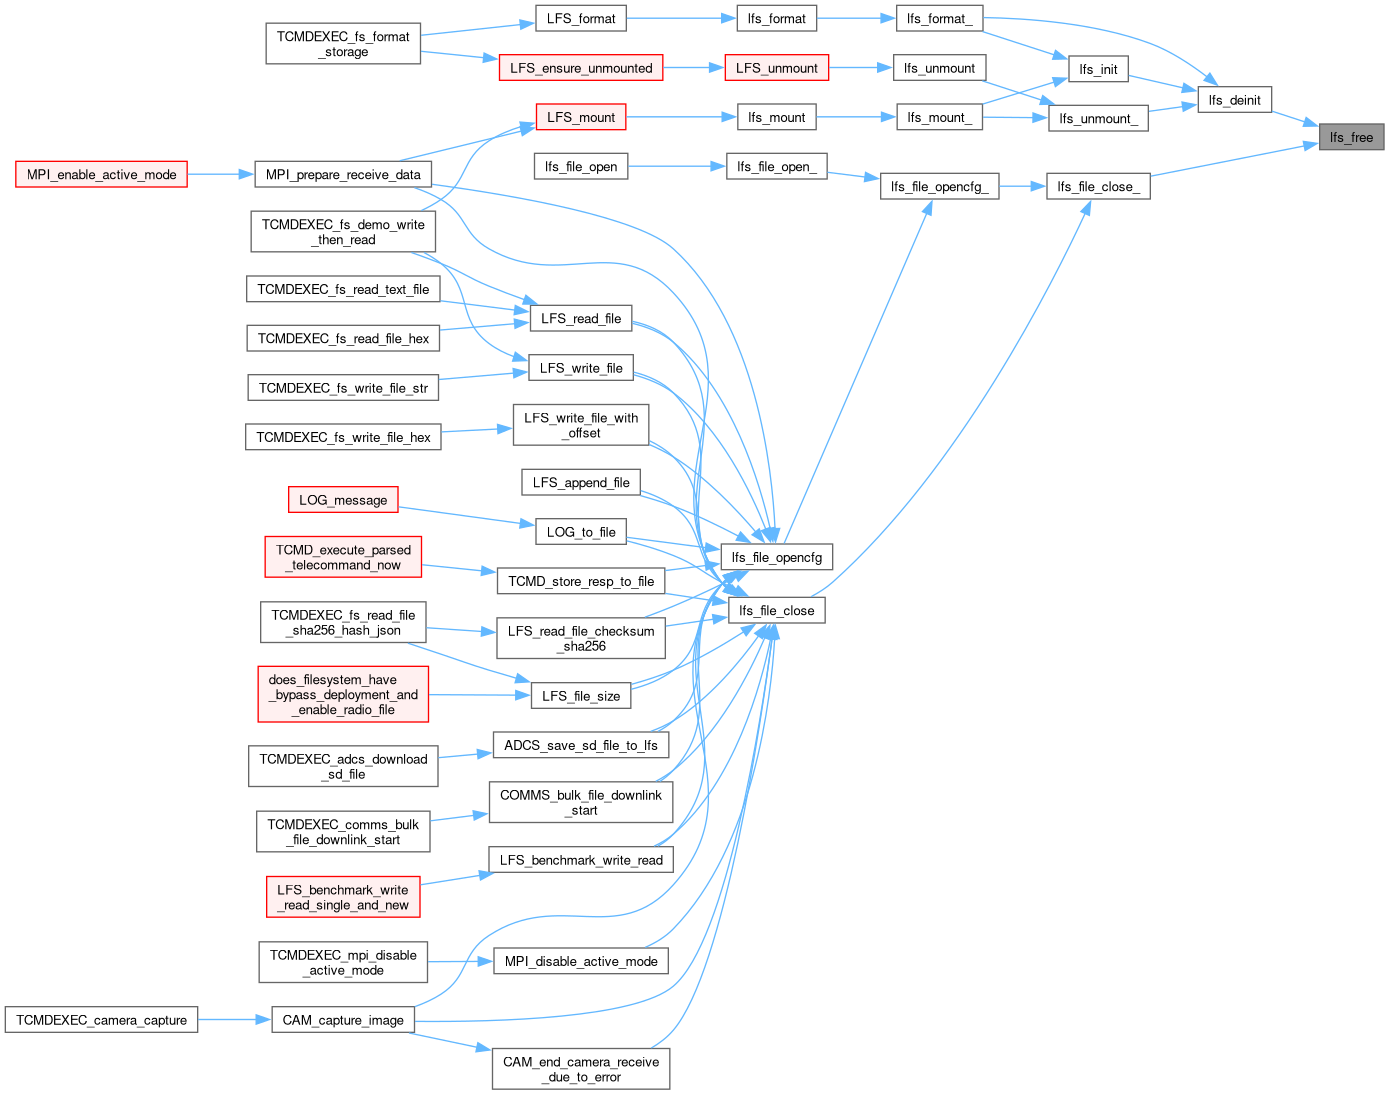 LFS_format
lfs_format
lfs_format_
TCMDEXEC_fs_format
_storage
LFS_ensure_unmounted
LFS_unmount
lfs_unmount
lfs_init
lfs_deinit
LFS_mount
lfs_mount
lfs_mount_
lfs_unmount_
lfs_free
MPI_enable_active_mode
MPI_prepare_receive_data
lfs_file_open
lfs_file_open_
lfs_file_opencfg_
lfs_file_close_
TCMDEXEC_fs_demo_write
_then_read
TCMDEXEC_fs_read_text_file
LFS_read_file
TCMDEXEC_fs_read_file_hex
LFS_write_file
TCMDEXEC_fs_write_file_str
LFS_write_file_with
_offset
TCMDEXEC_fs_write_file_hex
LFS_append_file
LOG_message
LOG_to_file
TCMD_execute_parsed
_telecommand_now
lfs_file_opencfg
TCMD_store_resp_to_file
lfs_file_close
TCMDEXEC_fs_read_file
_sha256_hash_json
LFS_read_file_checksum
_sha256
does_filesystem_have
_bypass_deployment_and
_enable_radio_file
LFS_file_size
ADCS_save_sd_file_to_lfs
TCMDEXEC_adcs_download
_sd_file
COMMS_bulk_file_downlink
_start
TCMDEXEC_comms_bulk
_file_downlink_start
LFS_benchmark_write_read
LFS_benchmark_write
_read_single_and_new
TCMDEXEC_mpi_disable
_active_mode
MPI_disable_active_mode
TCMDEXEC_camera_capture
CAM_capture_image
CAM_end_camera_receive
_due_to_error